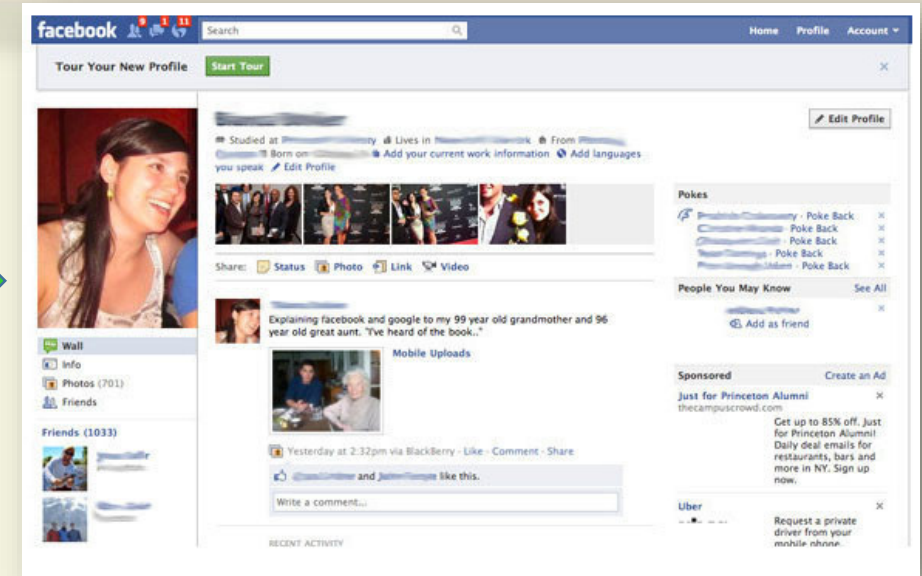 facebook 9 1 11 Search Home Profile Account
Tour Your New Profile Start Tour ×
Edit Profile
Studied at Lives in From
Born on Add your current work information Add languages
you speak Edit Profile
Share: Status Photo Link Video
Explaining facebook and google to my 99 year old grandmother and 96
year old great aunt. "I've heard of the book.."
Mobile Uploads
Yesterday at 2:32pm via BlackBerry · Like · Comment · Share
and like this.
Write a comment...
RECENT ACTIVITY
Wall
Info
Photos (701)
Friends
Friends (1033)
Pokes
· Poke Back ×
· Poke Back ×
· Poke Back ×
· Poke Back ×
· Poke Back ×
People You May Know See All
×
Add as friend
Sponsored Create an Ad
Just for Princeton Alumni ×
thecampuscrowd.com
Get up to 85% off. Just
for Princeton Alumni!
Daily deal emails for
restaurants, bars and
more in NY. Sign up
now.
Uber ×
Request a private
driver from your
mobile phone.